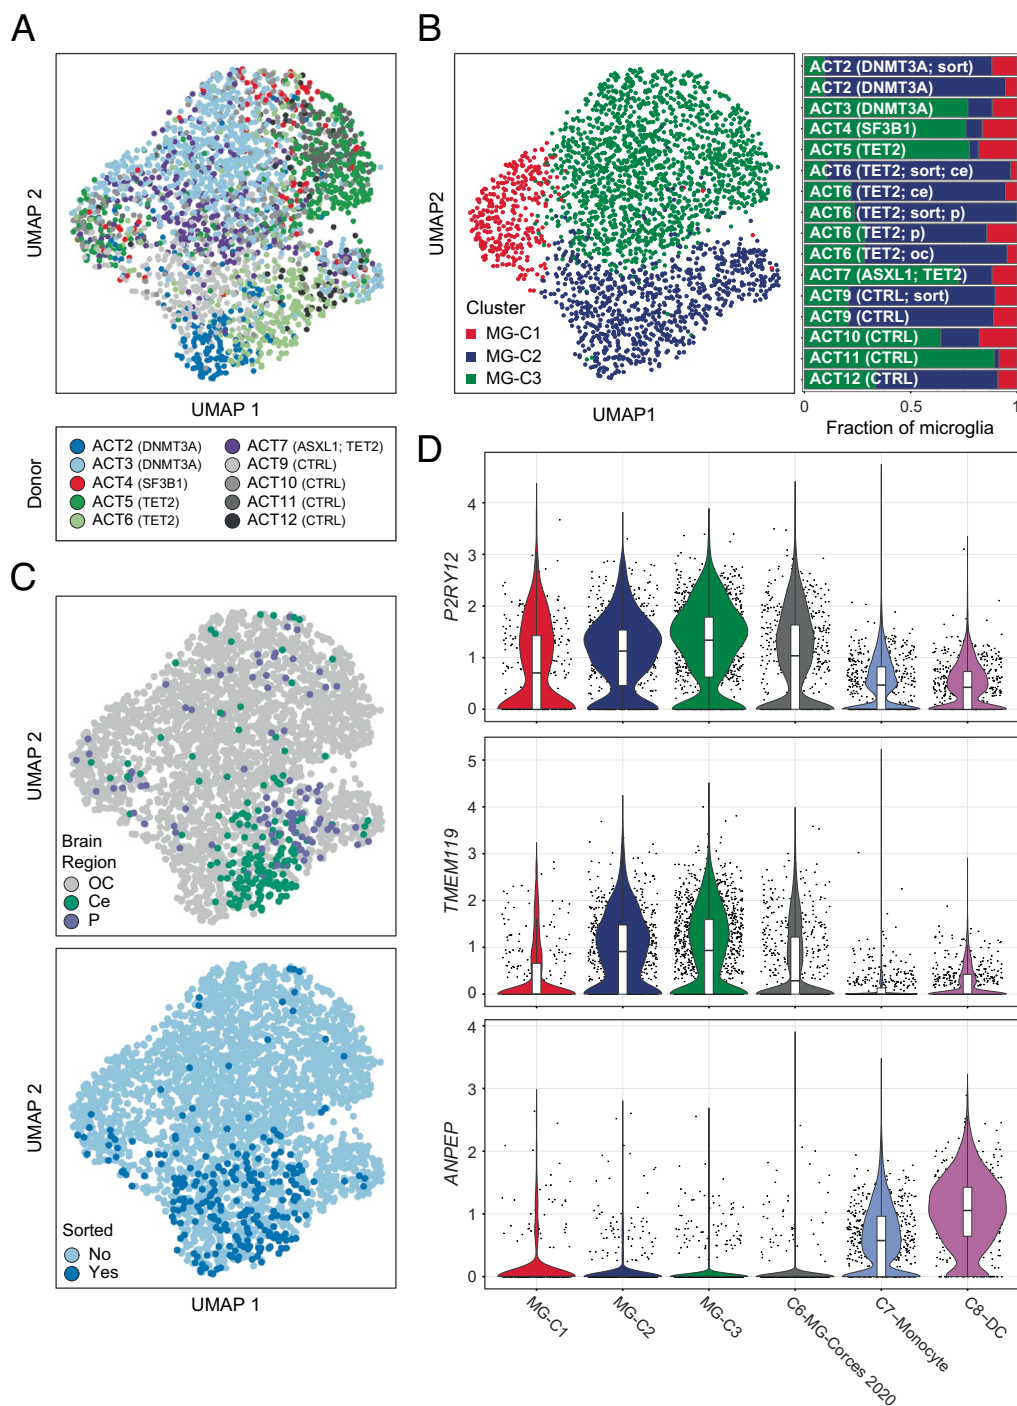 A
UMAP 2
UMAP 1
Donor
ACT2 (DNMT3A)
ACT3 (DNMT3A)
ACT4 (SF3B1)
ACT5 (TET2)
ACT6 (TET2)
ACT7 (ASXL1; TET2)
ACT9 (CTRL)
ACT10 (CTRL)
ACT11 (CTRL)
ACT12 (CTRL)
B
UMAP2
Cluster
MG-C1
MG-C2
MG-C3
UMAP1
ACT2 (DNMT3A; sort)
ACT2 (DNMT3A)
ACT3 (DNMT3A)
ACT4 (SF3B1)
ACT5 (TET2)
ACT6 (TET2; sort; ce)
ACT6 (TET2; ce)
ACT6 (TET2; sort; p)
ACT6 (TET2; p)
ACT6 (TET2; oc)
ACT7 (ASXL1; TET2)
ACT9 (CTRL; sort)
ACT9 (CTRL)
ACT10 (CTRL)
ACT11 (CTRL)
ACT12 (CTRL)
0 0.5 1
Fraction of microglia
C
UMAP 2
Brain
Region
OC
Ce
P
UMAP 2
Sorted
No
Yes
UMAP 1
D
P2RY12
4
3
2
1
0
TMEM119
5
4
3
2
1
0
ANPEP
4
3
2
1
0
MG-C1
MG-C2
MG-C3
C6-MG-Corces 2020
C7–Monocyte
C8–DC